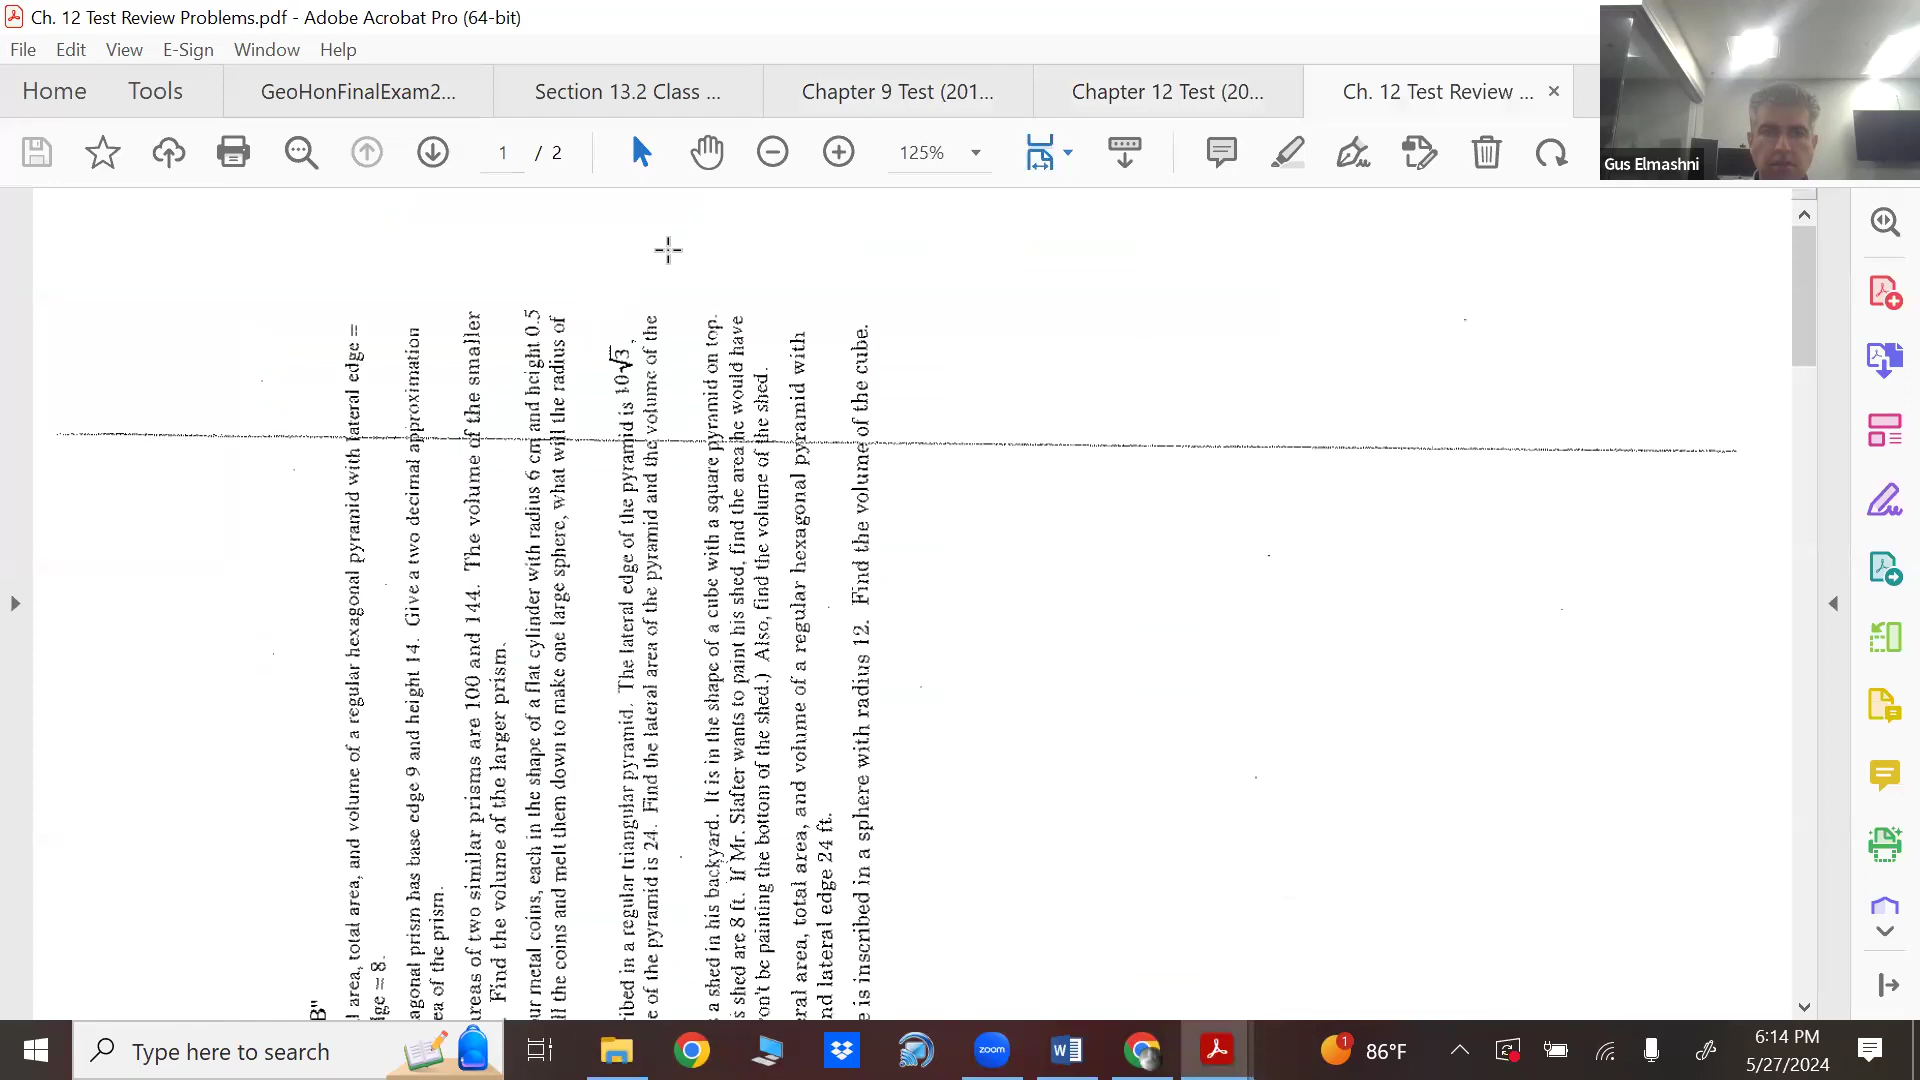 Ch. 12 Test Review Problems.pdf - Adobe Acrobat Pro (64-bit)
File Edit View E-Sign Window Help
Home Tools GeoHonFinalExam2... Section 13.2 Class ... Chapter 9 Test (201... Chapter 12 Test (20... Ch. 12 Test Review ...
1 / 2 125%
Gus Elmashni
B"
l area, total area, and volume of a regular hexagonal pyramid with lateral edge =
lge = 8.
agonal prism has base edge 9 and height 14. Give a two decimal approximation
ea of the prism.
areas of two similar prisms are 100 and 144. The volume of the smaller
Find the volume of the larger prism.
our metal coins, each in the shape of a flat cylinder with radius 6 cm and height 0.5
ll the coins and melt them down to make one large sphere, what will the radius of
ribed in a regular triangular pyramid. The lateral edge of the pyramid is 10√3,
e of the pyramid is 24. Find the lateral area of the pyramid and the volume of the
a shed in his backyard. It is in the shape of a cube with a square pyramid on top.
s shed are 8 ft. If Mr. Slafter wants to paint his shed, find the area he would have
on't be painting the bottom of the shed.) Also, find the volume of the shed.
eral area, total area, and volume of a regular hexagonal pyramid with
nd lateral edge 24 ft.
e is inscribed in a sphere with radius 12. Find the volume of the cube.
Type here to search
zoom
1 86°F
6:14 PM
5/27/2024